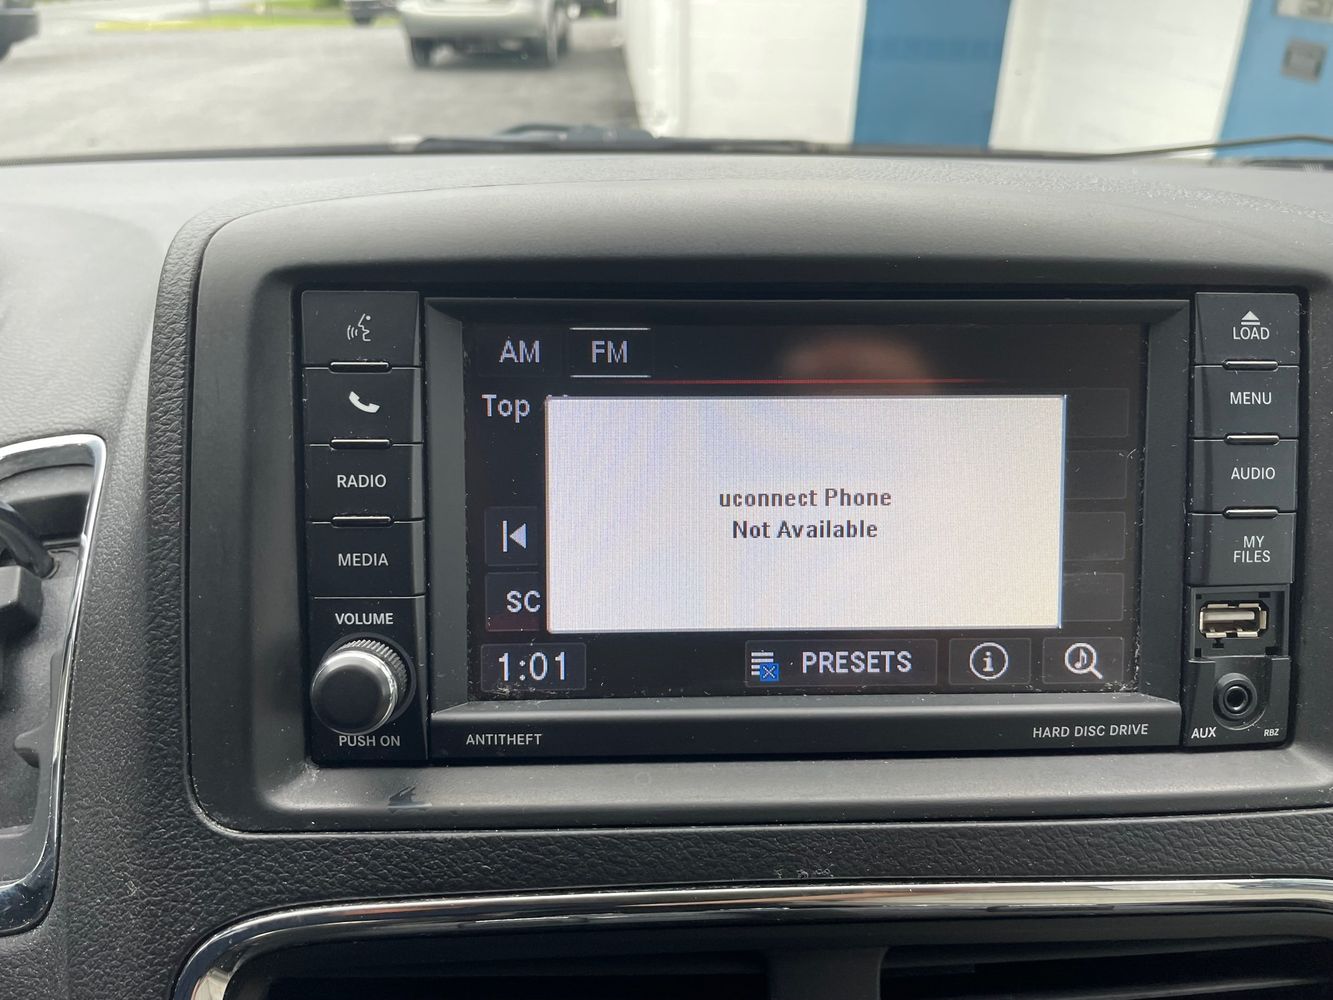 AM FM
Top
uconnect Phone
Not Available
SC
1:01
PRESETS
RADIO
MEDIA
VOLUME
PUSH ON
ANTITHEFT
HARD DISC DRIVE
LOAD
MENU
AUDIO
MY
FILES
AUX
RBZ